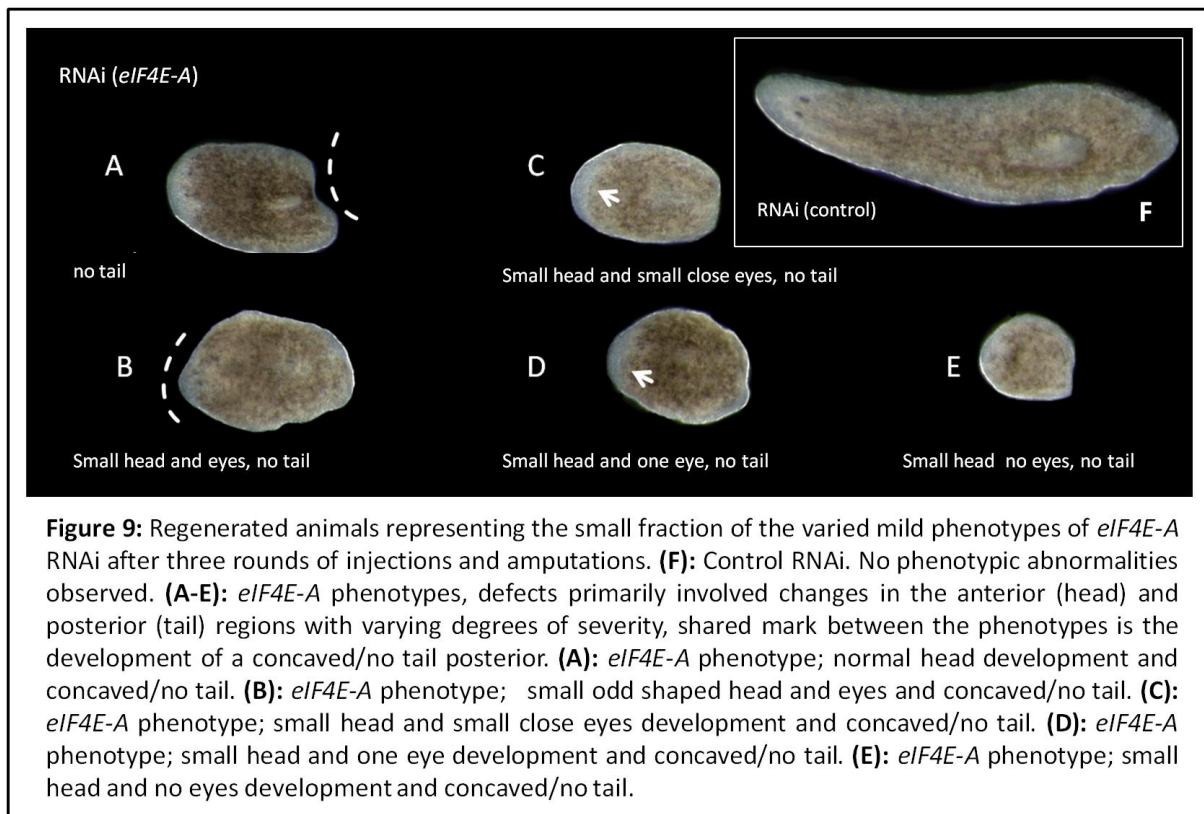 RNAi (eIF4E-A)
A
no tail
C
Small head and small close eyes, no tail
RNAi (control)
F
B
Small head and eyes, no tail
D
Small head and one eye, no tail
E
Small head no eyes, no tail
Figure 9: Regenerated animals representing the small fraction of the varied mild phenotypes of eIF4E-A
RNAi after three rounds of injections and amputations. (F): Control RNAi. No phenotypic abnormalities
observed. (A-E): eIF4E-A phenotypes, defects primarily involved changes in the anterior (head) and
posterior (tail) regions with varying degrees of severity, shared mark between the phenotypes is the
development of a concaved/no tail posterior. (A): eIF4E-A phenotype; normal head development and
concaved/no tail. (B): eIF4E-A phenotype; small odd shaped head and eyes and concaved/no tail. (C):
eIF4E-A phenotype; small head and small close eyes development and concaved/no tail. (D): eIF4E-A
phenotype; small head and one eye development and concaved/no tail. (E): eIF4E-A phenotype; small
head and no eyes development and concaved/no tail.